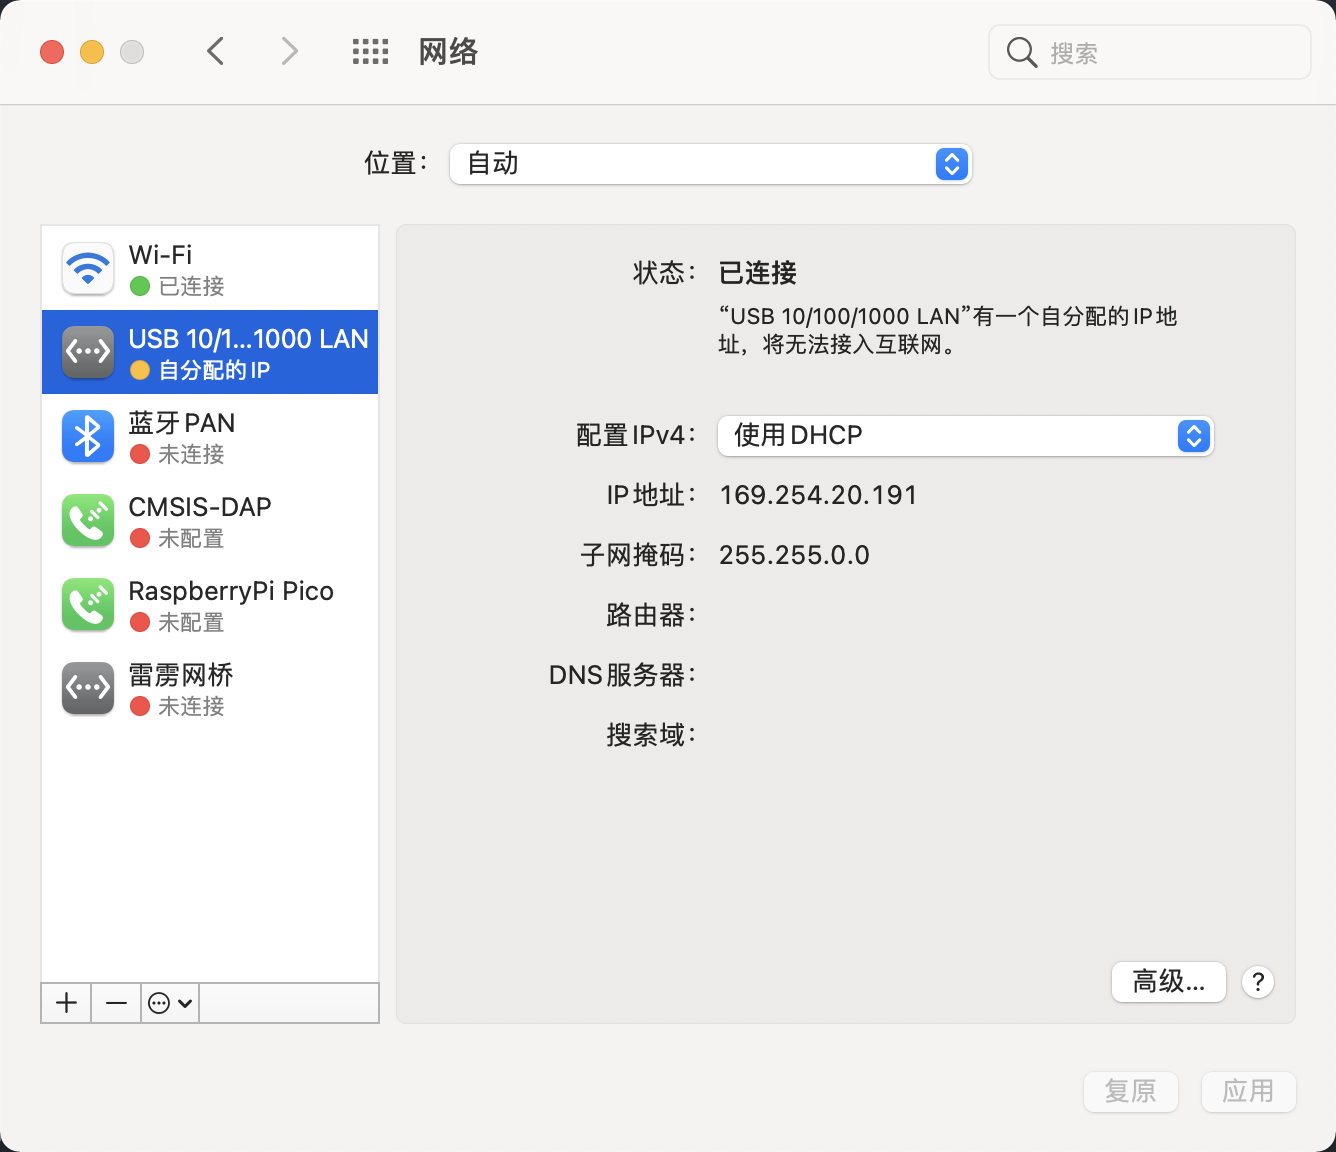 网络
搜索
位置： 自动
Wi-Fi
已连接
USB 10/1...1000 LAN
自分配的 IP
蓝牙 PAN
未连接
CMSIS-DAP
未配置
RaspberryPi Pico
未配置
雷雳网桥
未连接
状态： 已连接
“USB 10/100/1000 LAN”有一个自分配的 IP 地
址，将无法接入互联网。
配置 IPv4： 使用 DHCP
IP 地址： 169.254.20.191
子网掩码： 255.255.0.0
路由器：
DNS 服务器：
搜索域：
高级... ?
复原 应用